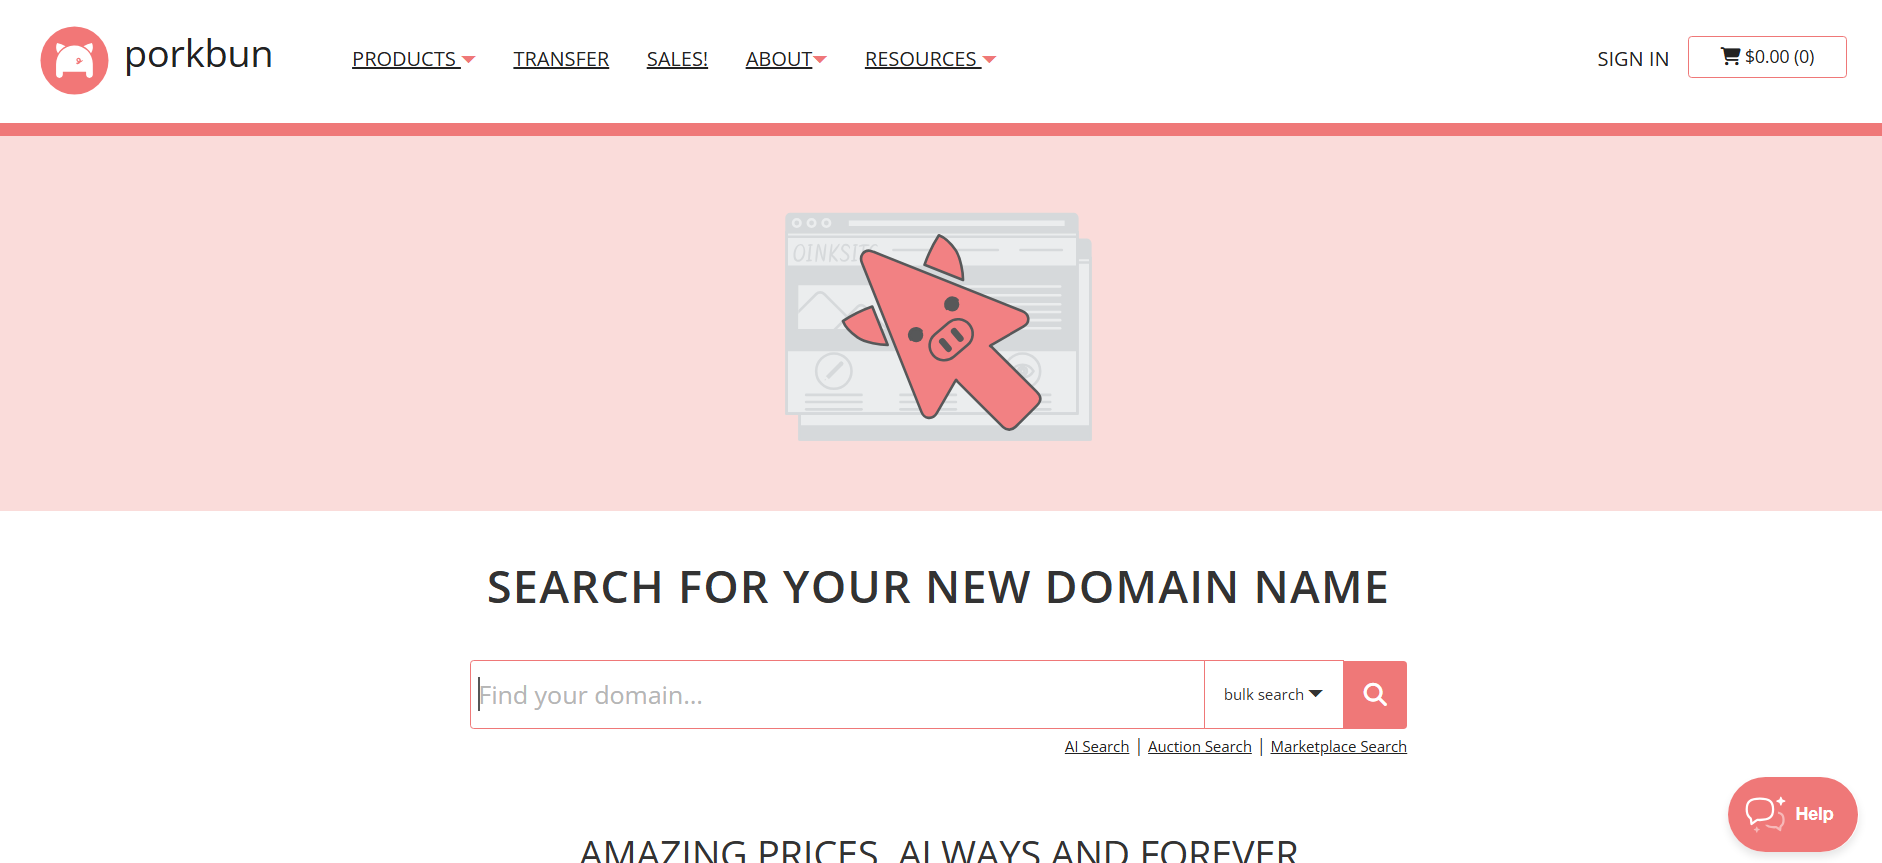 porkbun
PRODUCTS
TRANSFER
SALES!
ABOUT
RESOURCES
SIGN IN
$0.00 (0)
SEARCH FOR YOUR NEW DOMAIN NAME
Find your domain...
bulk search
AI Search | Auction Search | Marketplace Search
Help
AMAZING PRICES, ALWAYS AND FOREVER